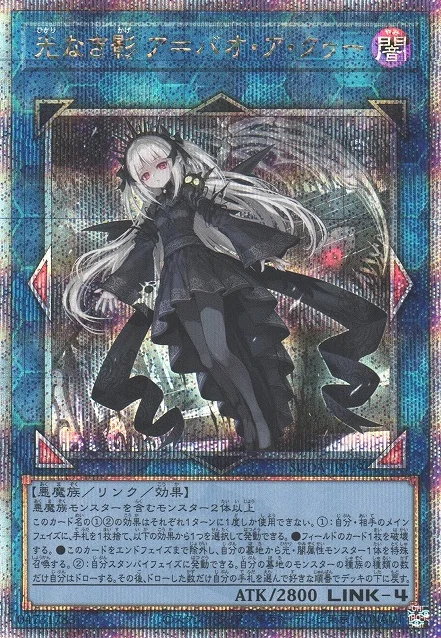 光なき影 ア＝バオ・ア・クゥー
闇
【悪魔族／リンク／効果】
悪魔族モンスターを含むモンスター２体以上
このカード名の①②の効果はそれぞれ１ターンに１度しか使用できない。①：自分・相手のメイン
フェイズに、手札を１枚捨て、以下の効果から１つを選択して発動できる。●フィールドのカード１枚を破壊
する。●このカードをエンドフェイズまで除外し、自分の墓地から光・闇属性モンスター１体を特殊
召喚する。②：自分スタンバイフェイズに発動できる。自分の墓地のモンスターの種族の種類の数
だけ自分はドローする。その後、ドローした数だけ自分の手札を選んで好きな順番でデッキの下に戻す。
ATK/2800 LINK-4